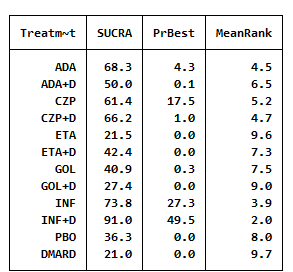 Treatm~t SUCRA PrBest MeanRank
ADA 68.3 4.3 4.5
ADA+D 50.0 0.1 6.5
CZP 61.4 17.5 5.2
CZP+D 66.2 1.0 4.7
ETA 21.5 0.0 9.6
ETA+D 42.4 0.0 7.3
GOL 40.9 0.3 7.5
GOL+D 27.4 0.0 9.0
INF 73.8 27.3 3.9
INF+D 91.0 49.5 2.0
PBO 36.3 0.0 8.0
DMARD 21.0 0.0 9.7